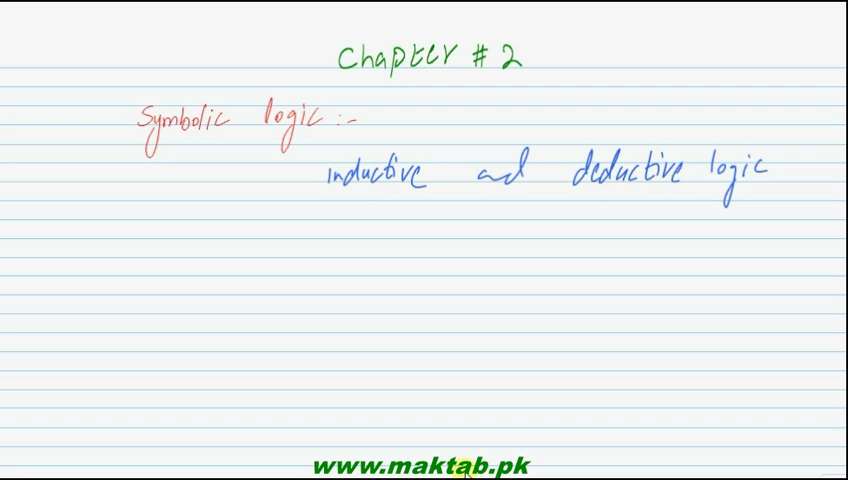 Chapter # 2
Symbolic logic :-
inductive and deductive logic
www.maktab.pk